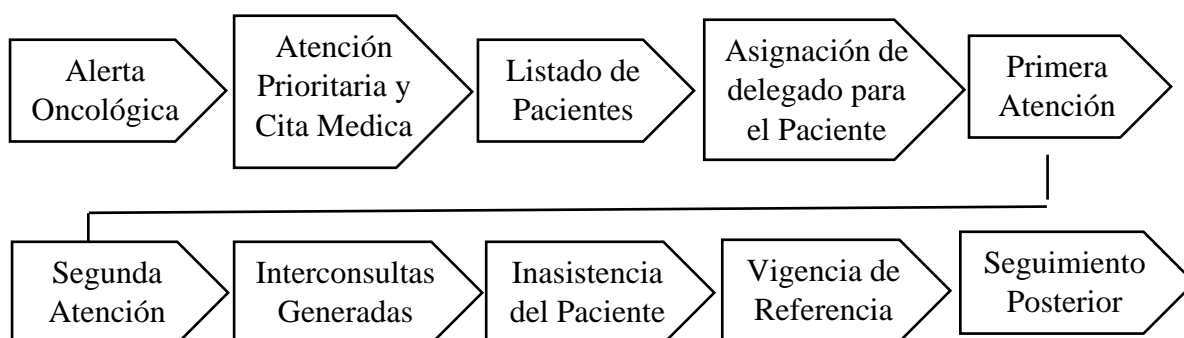 Alerta
Oncológica
Atención
Prioritaria y
Cita Medica
Listado de
Pacientes
Asignación de
delegado para
el Paciente
Primera
Atención
Segunda
Atención
Interconsultas
Generadas
Inasistencia
del Paciente
Vigencia de
Referencia
Seguimiento
Posterior